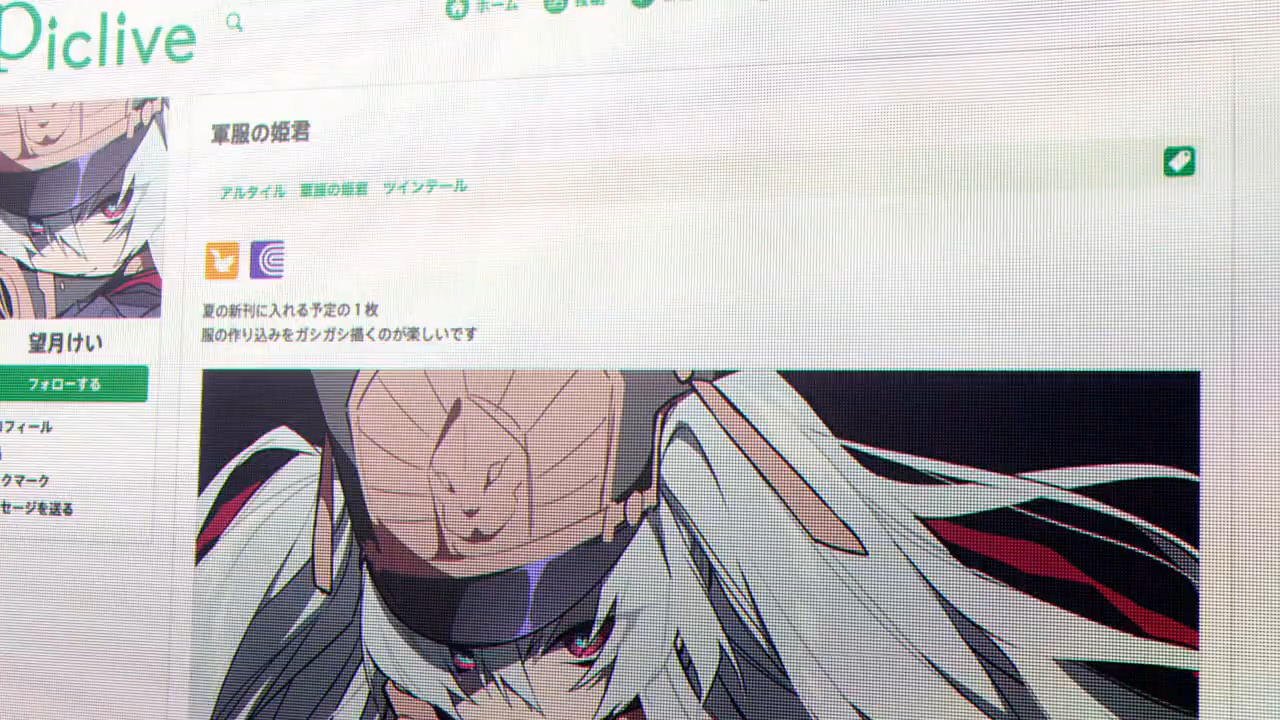 Piclive
ホーム
軍服の姫君
アルタイル 軍服の姫君 ツインテール
夏の新刊に入れる予定の1枚
服の作り込みをガシガシ描くのが楽しいです
望月けい
フォローする
フィール
クマーク
セージを送る